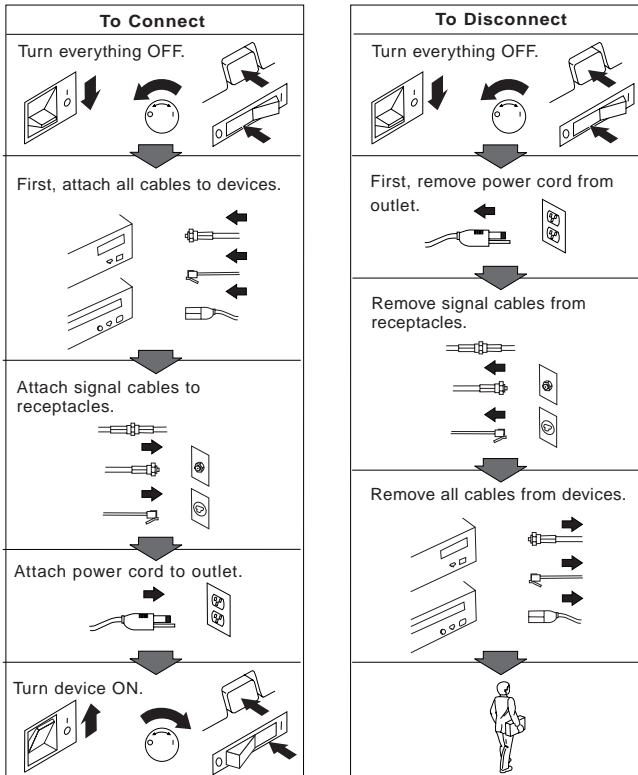 To Connect
Turn everything OFF.
First, attach all cables to devices.
Attach signal cables to
receptacles.
Attach power cord to outlet.
Turn device ON.
To Disconnect
Turn everything OFF.
First, remove power cord from
outlet.
Remove signal cables from
receptacles.
Remove all cables from devices.